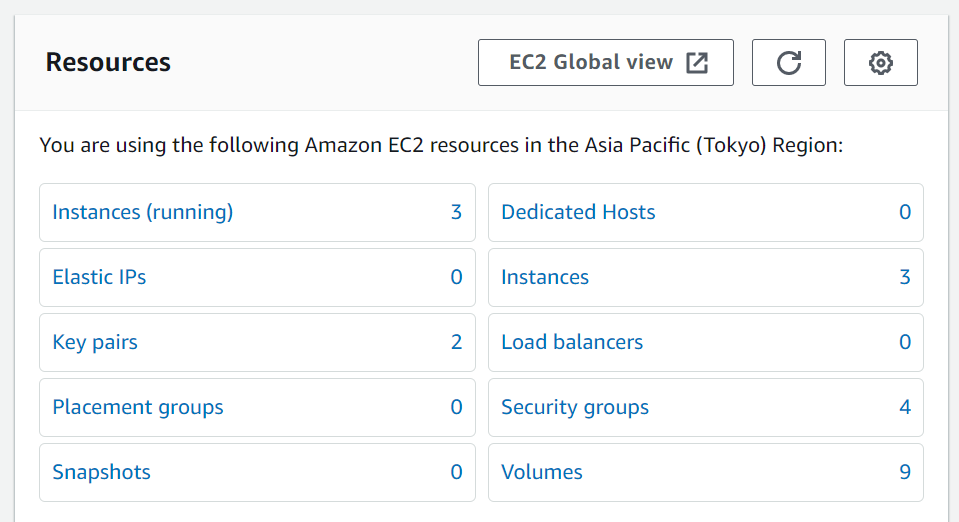 Resources
EC2 Global view
You are using the following Amazon EC2 resources in the Asia Pacific (Tokyo) Region:
Instances (running) 3
Dedicated Hosts 0
Elastic IPs 0
Instances 3
Key pairs 2
Load balancers 0
Placement groups 0
Security groups 4
Snapshots 0
Volumes 9